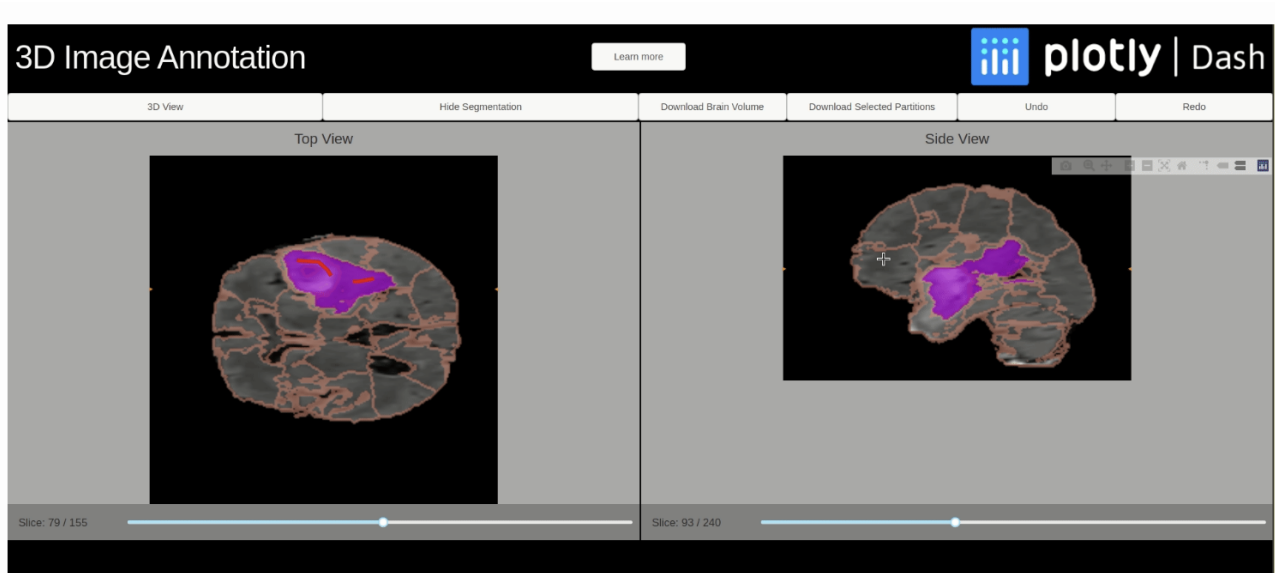 3D Image Annotation
Learn more
plotly | Dash
3D View
Hide Segmentation
Download Brain Volume
Download Selected Partitions
Undo
Redo
Top View
Side View
Slice: 79 / 155
Slice: 93 / 240